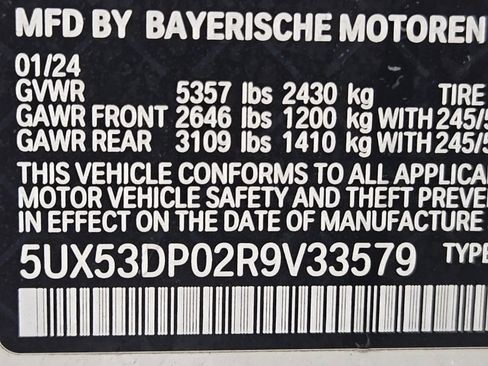 MFD BY BAYERISCHE MOTOREN
01/24
GVWR 5357 lbs 2430 kg TIRE
GAWR FRONT 2646 lbs 1200 kg WITH 245/5
GAWR REAR 3109 lbs 1410 kg WITH 245/5
THIS VEHICLE CONFORMS TO ALL APPLICA
MOTOR VEHICLE SAFETY AND THEFT PREVE
IN EFFECT ON THE DATE OF MANUFACTUR
5UX53DP02R9V33579 TYPE